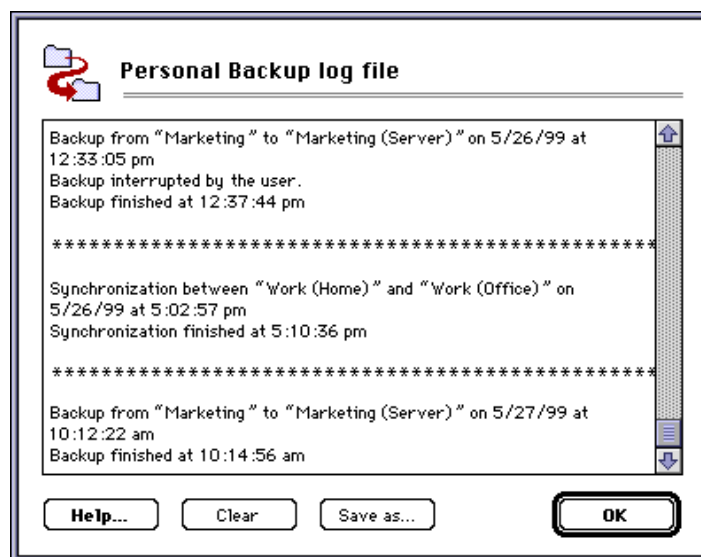 Personal Backup log file
Backup from “Marketing” to “Marketing (Server)” on 5/26/99 at
12:33:05 pm
Backup interrupted by the user.
Backup finished at 12:37:44 pm
*************************************************
Synchronization between “Work (Home)” and “Work (Office)” on
5/26/99 at 5:02:57 pm
Synchronization finished at 5:10:36 pm
*************************************************
Backup from “Marketing” to “Marketing (Server)” on 5/27/99 at
10:12:22 am
Backup finished at 10:14:56 am
Help... Clear Save as... OK